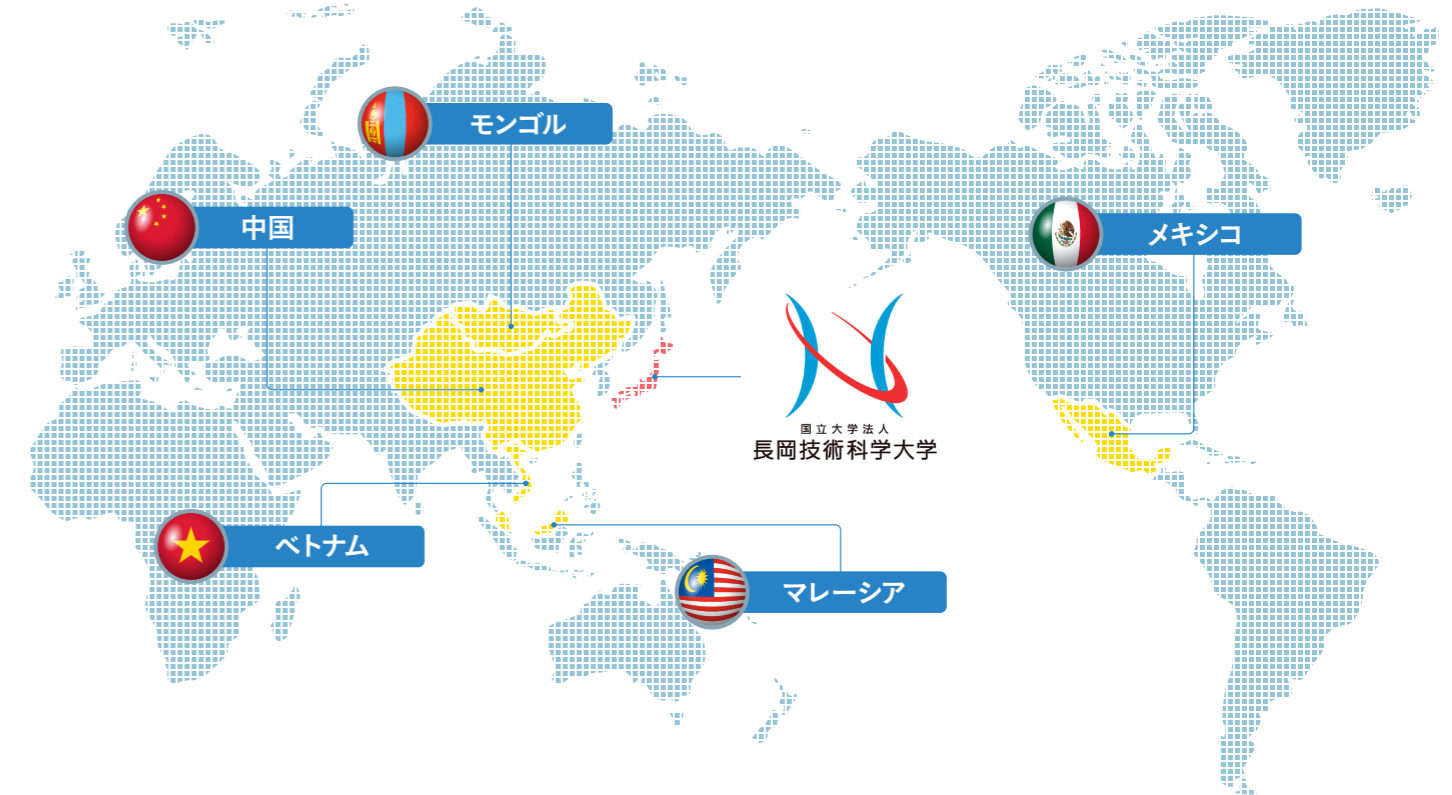 モンゴル
中国
メキシコ
国立大学法人
長岡技術科学大学
ベトナム
マレーシア